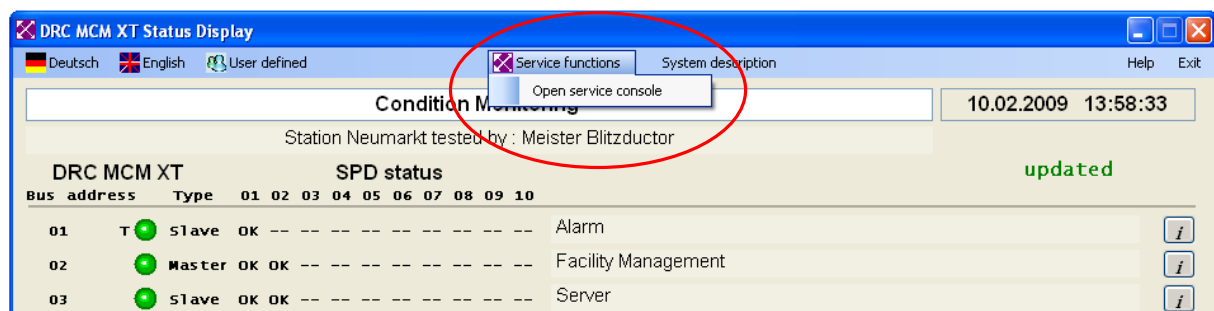 DRC MCM XT Status Display
Deutsch English User defined Service functions System description Help Exit
Open service console
Condition Monitoring 10.02.2009 13:58:33
Station Neumarkt tested by : Meister Blitzductor
DRC MCM XT SPD status updated
Bus address Type 01 02 03 04 05 06 07 08 09 10
01 T Slave OK -- -- -- -- -- -- -- -- -- Alarm i
02 Master OK OK -- -- -- -- -- -- -- -- Facility Management i
03 Slave OK OK -- -- -- -- -- -- -- -- Server i